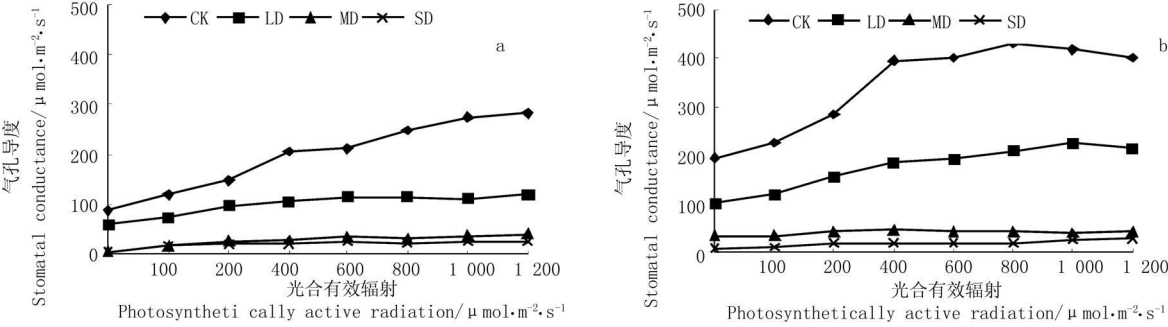 500
400
300
200
100
0
气孔导度
Stomatal conductance/μmol·m⁻²·s⁻¹
CK LD MD SD
a
100 200 400 600 800 1 000 1 200
光合有效辐射
Photosyntheti cally active radiation/μmol·m⁻²·s⁻¹
500
400
300
200
100
0
气孔导度
Stomatal conductance/μmol·m⁻²·s⁻¹
CK LD MD SD
b
100 200 400 600 800 1 000 1 200
光合有效辐射
Photosynthetically active radiation/μmol·m⁻²·s⁻¹